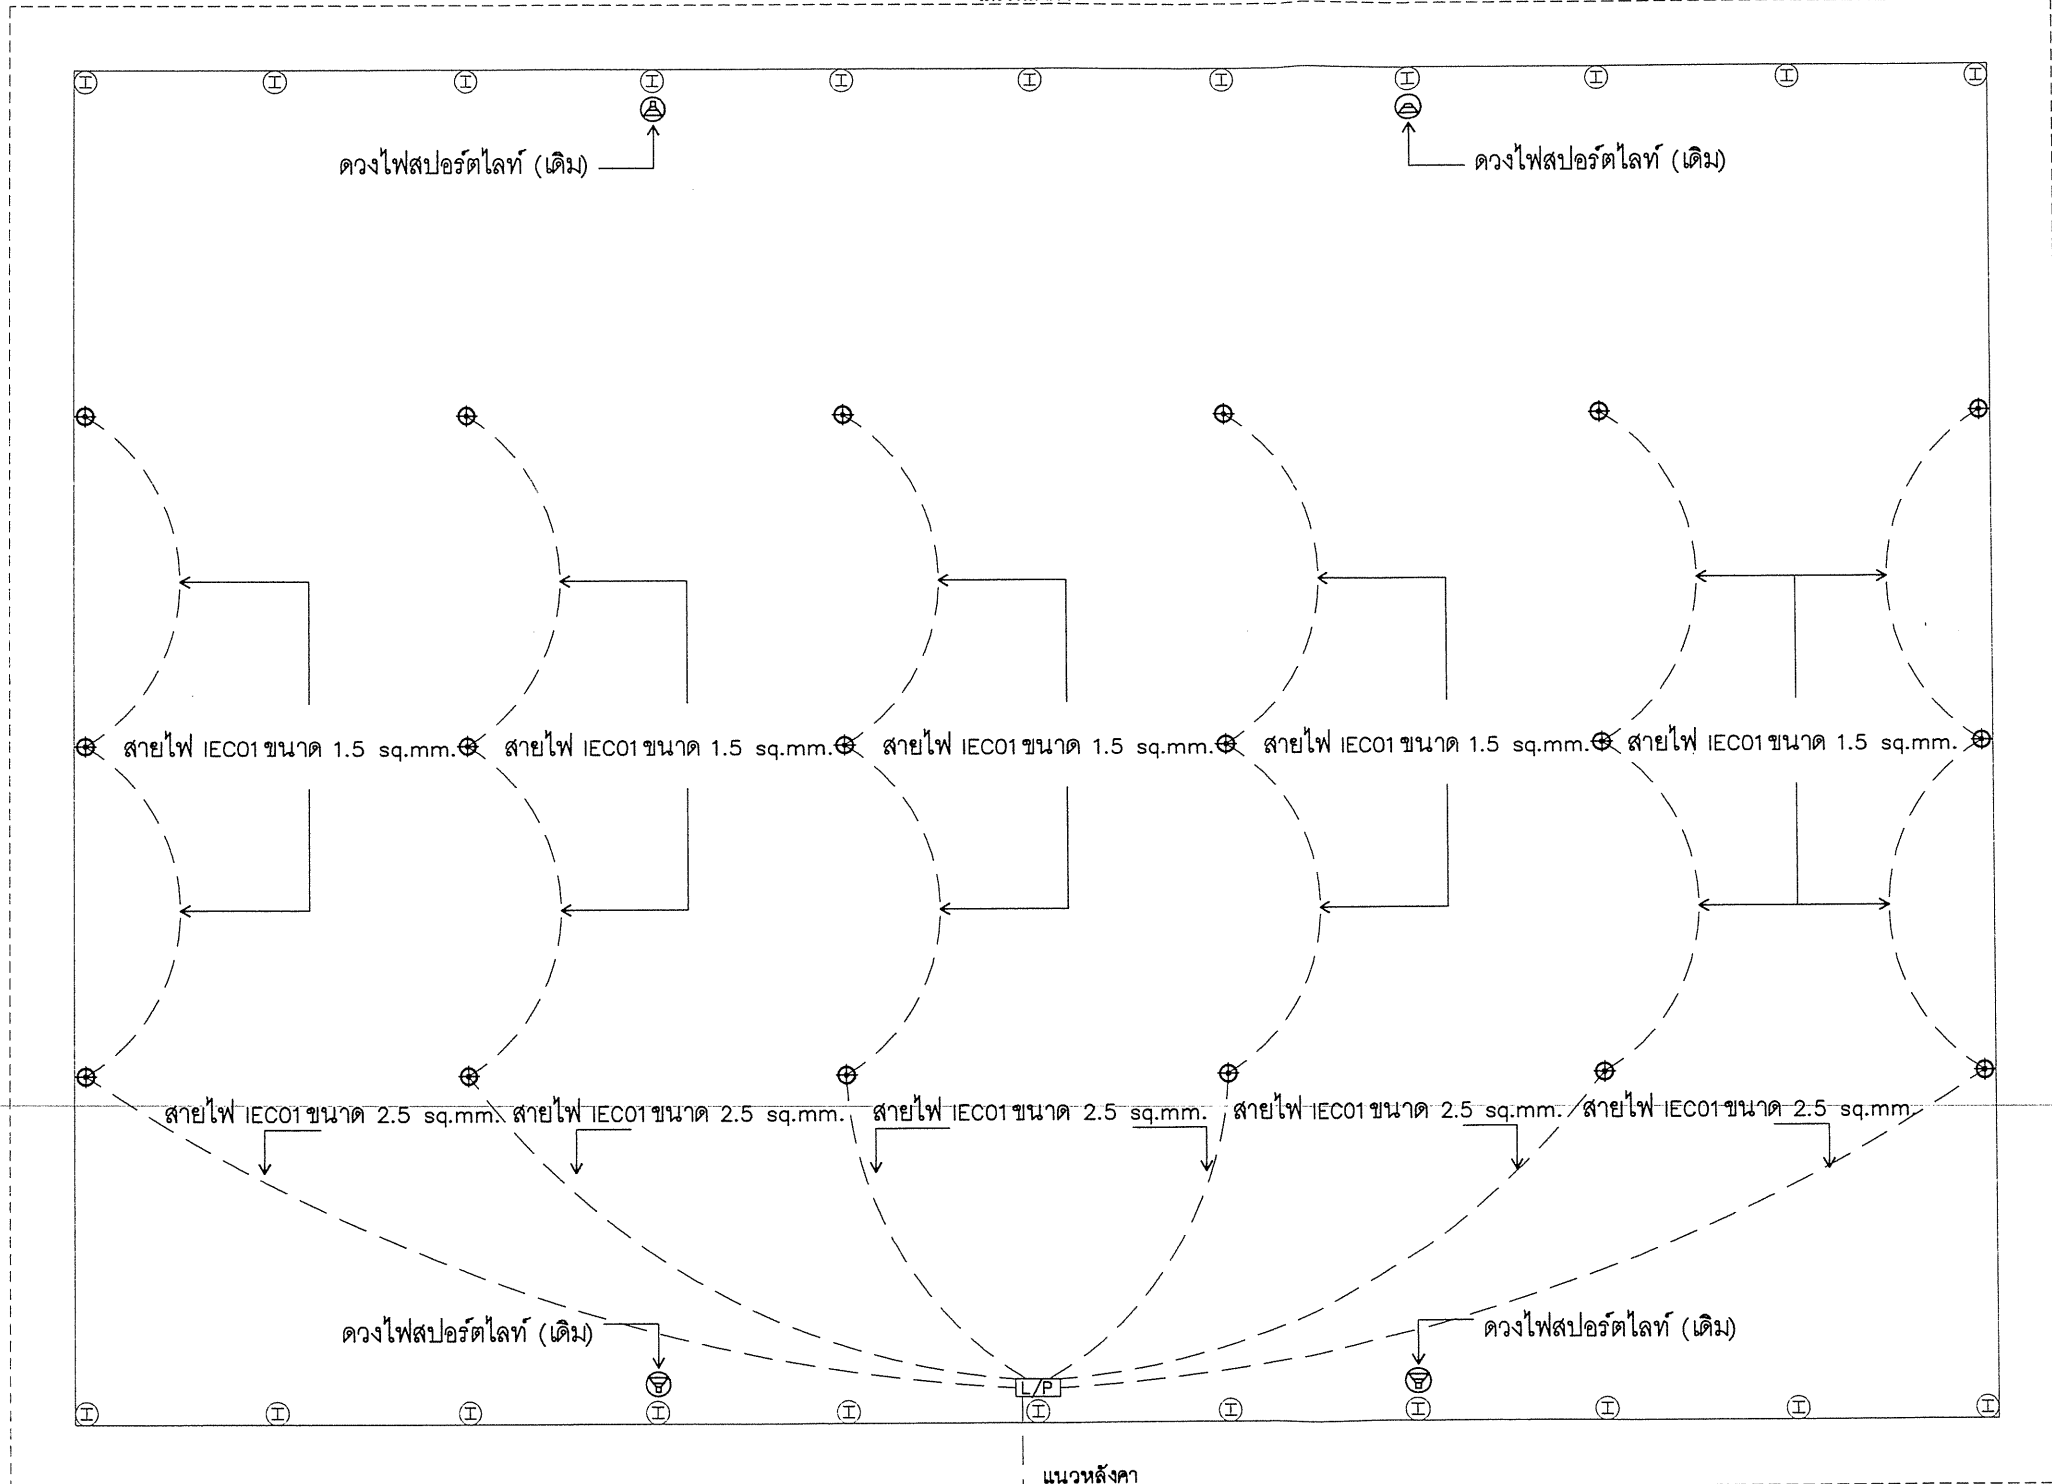 ดวงไฟสปอร์ตไลท์ (เดิม) ดวงไฟสปอร์ตไลท์ (เดิม)
สายไฟ IEC01 ขนาด 1.5 sq.mm. สายไฟ IEC01 ขนาด 1.5 sq.mm. สายไฟ IEC01 ขนาด 1.5 sq.mm. สายไฟ IEC01 ขนาด 1.5 sq.mm. สายไฟ IEC01 ขนาด 1.5 sq.mm.
สายไฟ IEC01 ขนาด 2.5 sq.mm. สายไฟ IEC01 ขนาด 2.5 sq.mm. สายไฟ IEC01 ขนาด 2.5 sq.mm. สายไฟ IEC01 ขนาด 2.5 sq.mm. สายไฟ IEC01 ขนาด 2.5 sq.mm.
ดวงไฟสปอร์ตไลท์ (เดิม) ดวงไฟสปอร์ตไลท์ (เดิม)
L/P
แนวหลังคา